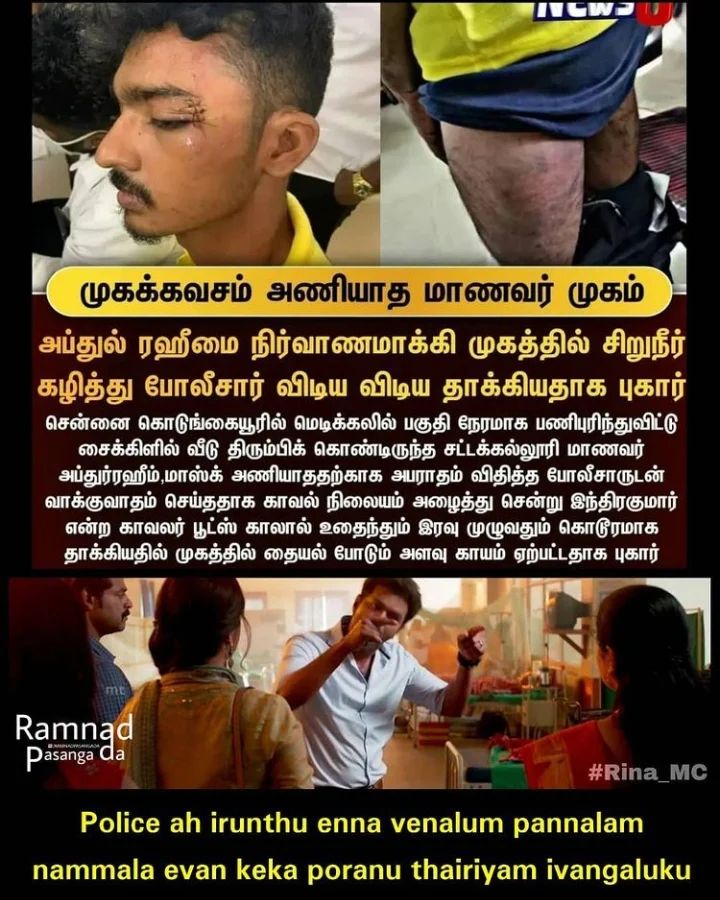 NEWS
முகக்கவசம் அணியாத மாணவர் முகம்
அப்துல் ரஹீமை நிர்வாணமாக்கி முகத்தில் சிறுநீர்
கழித்து போலீசார் விடிய விடிய தாக்கியதாக புகார்
சென்னை கொடுங்கையூரில் மெடிக்கலில் பகுதி நேரமாக பணிபுரிந்துவிட்டு
சைக்கிளில் வீடு திரும்பிக் கொண்டிருந்த சட்டக்கல்லூரி மாணவர்
அப்துர்ரஹீம்,மாஸ்க் அணியாததற்காக அபராதம் விதித்த போலீசாருடன்
வாக்குவாதம் செய்ததாக காவல் நிலையம் அழைத்து சென்று இந்திரகுமார்
என்ற காவலர் பூட்ஸ் காலால் உதைந்தும் இரவு முழுவதும் கொடூரமாக
தாக்கியதில் முகத்தில் தையல் போடும் அளவு காயம் ஏற்பட்டதாக புகார்
mt
Ramnad
Pasanga da
#Rina_MC
Police ah irunthu enna venalum pannalam
nammala evan keka poranu thairiyam ivangaluku